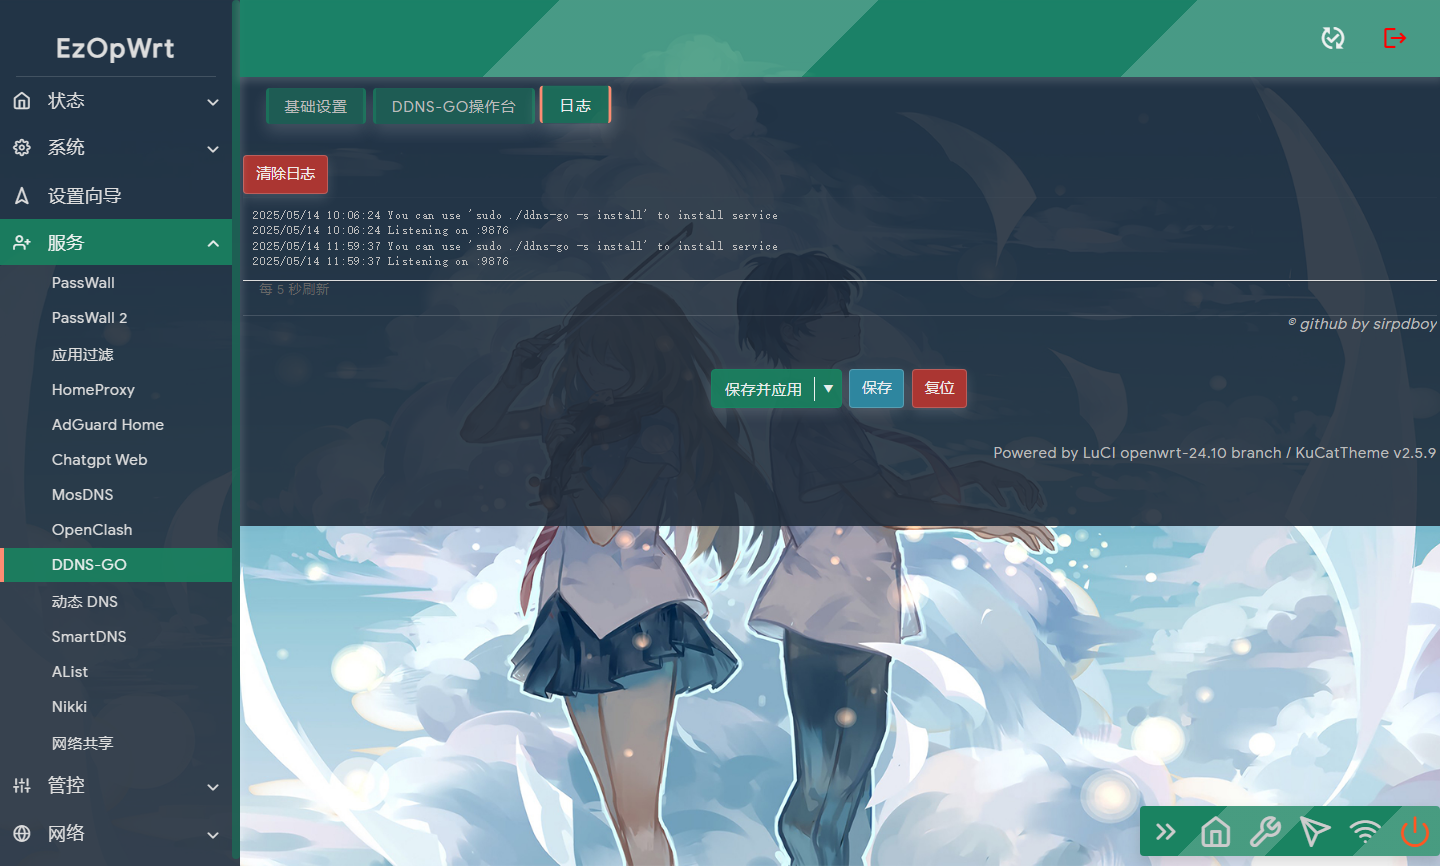 EzOpWrt
状态
系统
设置向导
服务
PassWall
PassWall 2
应用过滤
HomeProxy
AdGuard Home
Chatgpt Web
MosDNS
OpenClash
DDNS-GO
动态 DNS
SmartDNS
AList
Nikki
网络共享
管控
网络
基础设置 DDNS-GO操作台 日志
清除日志
2025/05/14 10:06:24 You can use 'sudo ./ddns-go -s install' to install service
2025/05/14 10:06:24 Listening on :9876
2025/05/14 11:59:37 You can use 'sudo ./ddns-go -s install' to install service
2025/05/14 11:59:37 Listening on :9876
每 5 秒刷新
© github by sirpdboy
保存并应用 ▼ 保存 复位
Powered by LuCI openwrt-24.10 branch / KuCatTheme v2.5.9